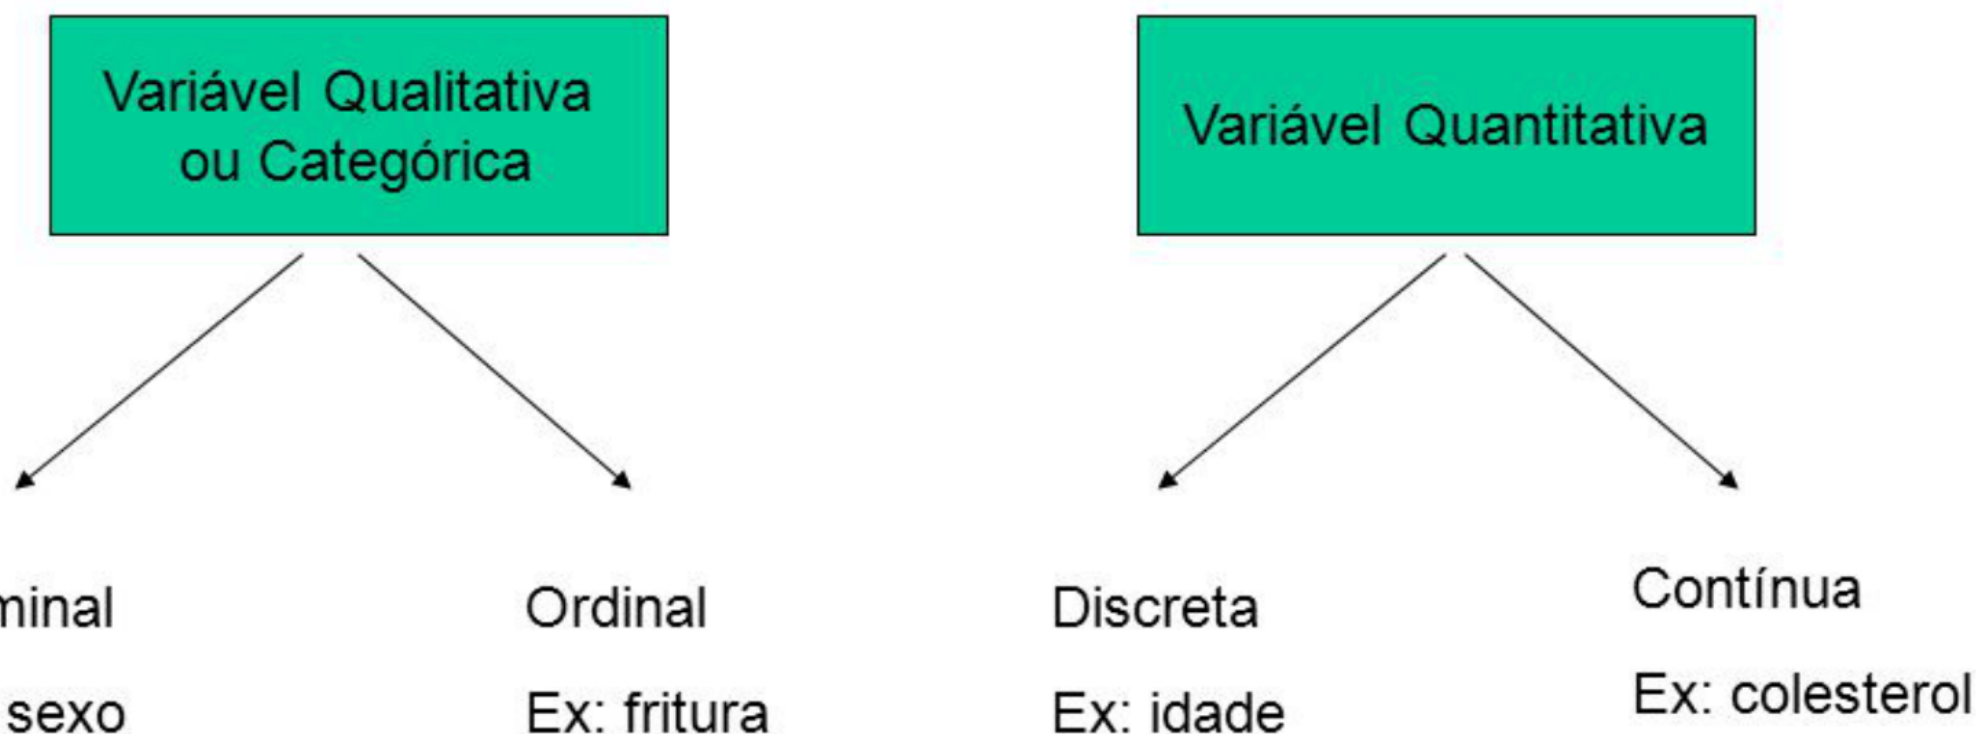 Variável Qualitativa
ou Categórica
Variável Quantitativa
minal
Ordinal
Discreta
Contínua
sexo
Ex: fritura
Ex: idade
Ex: colesterol